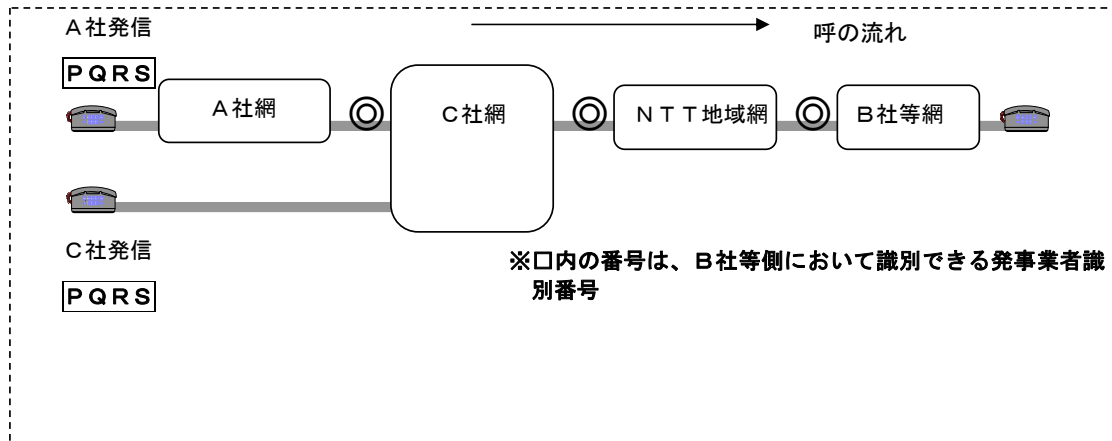 A社発信
呼の流れ
PQRS
A社網
C社網
NTT地域網
B社等網
C社発信
※口内の番号は、B社等側において識別できる発事業者識
別番号
PQRS